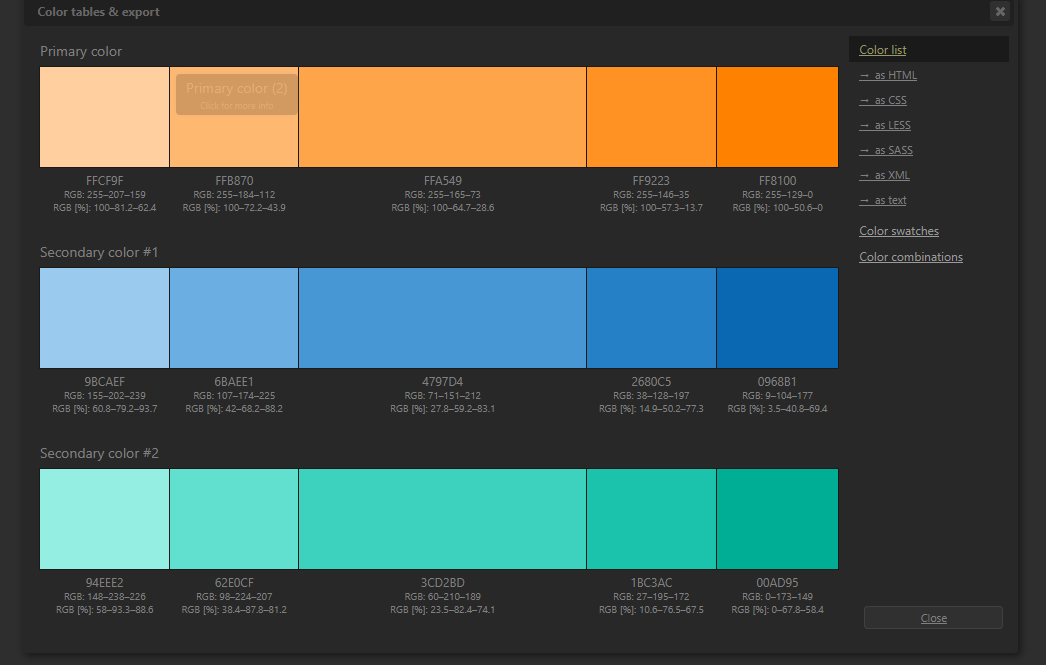 Color tables & export
Primary color
Primary color (2)
Click for more info
FFCF9F
RGB: 255–207–159
RGB [%]: 100–81.2–62.4
FFB870
RGB: 255–184–112
RGB [%]: 100–72.2–43.9
FFA549
RGB: 255–165–73
RGB [%]: 100–64.7–28.6
FF9223
RGB: 255–146–35
RGB [%]: 100–57.3–13.7
FF8100
RGB: 255–129–0
RGB [%]: 100–50.6–0
Secondary color #1
9BCAEF
RGB: 155–202–239
RGB [%]: 60.8–79.2–93.7
6BAEE1
RGB: 107–174–225
RGB [%]: 42–68.2–88.2
4797D4
RGB: 71–151–212
RGB [%]: 27.8–59.2–83.1
2680C5
RGB: 38–128–197
RGB [%]: 14.9–50.2–77.3
0968B1
RGB: 9–104–177
RGB [%]: 3.5–40.8–69.4
Secondary color #2
94EEE2
RGB: 148–238–226
RGB [%]: 58–93.3–88.6
62E0CF
RGB: 98–224–207
RGB [%]: 38.4–87.8–81.2
3CD2BD
RGB: 60–210–189
RGB [%]: 23.5–82.4–74.1
1BC3AC
RGB: 27–195–172
RGB [%]: 10.6–76.5–67.5
00AD95
RGB: 0–173–149
RGB [%]: 0–67.8–58.4
Color list
→ as HTML
→ as CSS
→ as LESS
→ as SASS
→ as XML
→ as text
Color swatches
Color combinations
Close